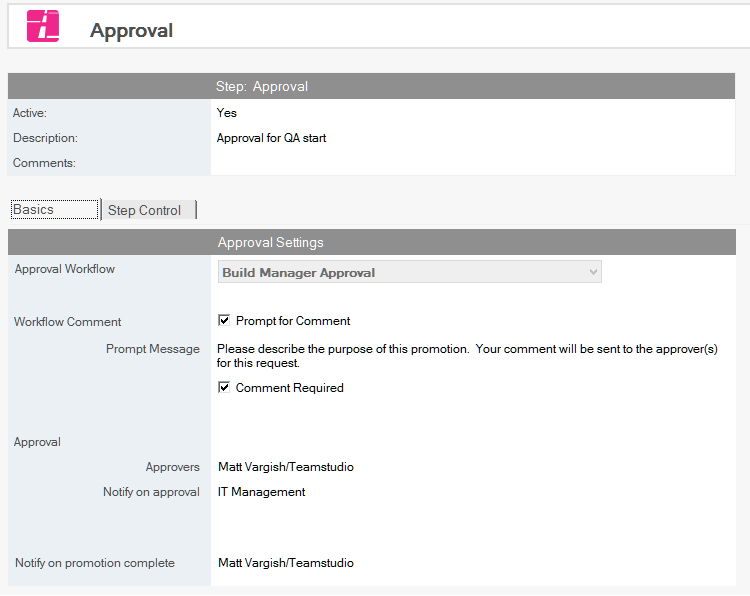 Approval
Step: Approval
Active: Yes
Description: Approval for QA start
Comments:
Basics Step Control
Approval Settings
Approval Workflow Build Manager Approval
Workflow Comment Prompt for Comment
Prompt Message Please describe the purpose of this promotion. Your comment will be sent to the approver(s)
for this request.
Comment Required
Approval
Approvers Matt Vargish/Teamstudio
Notify on approval IT Management
Notify on promotion complete Matt Vargish/Teamstudio